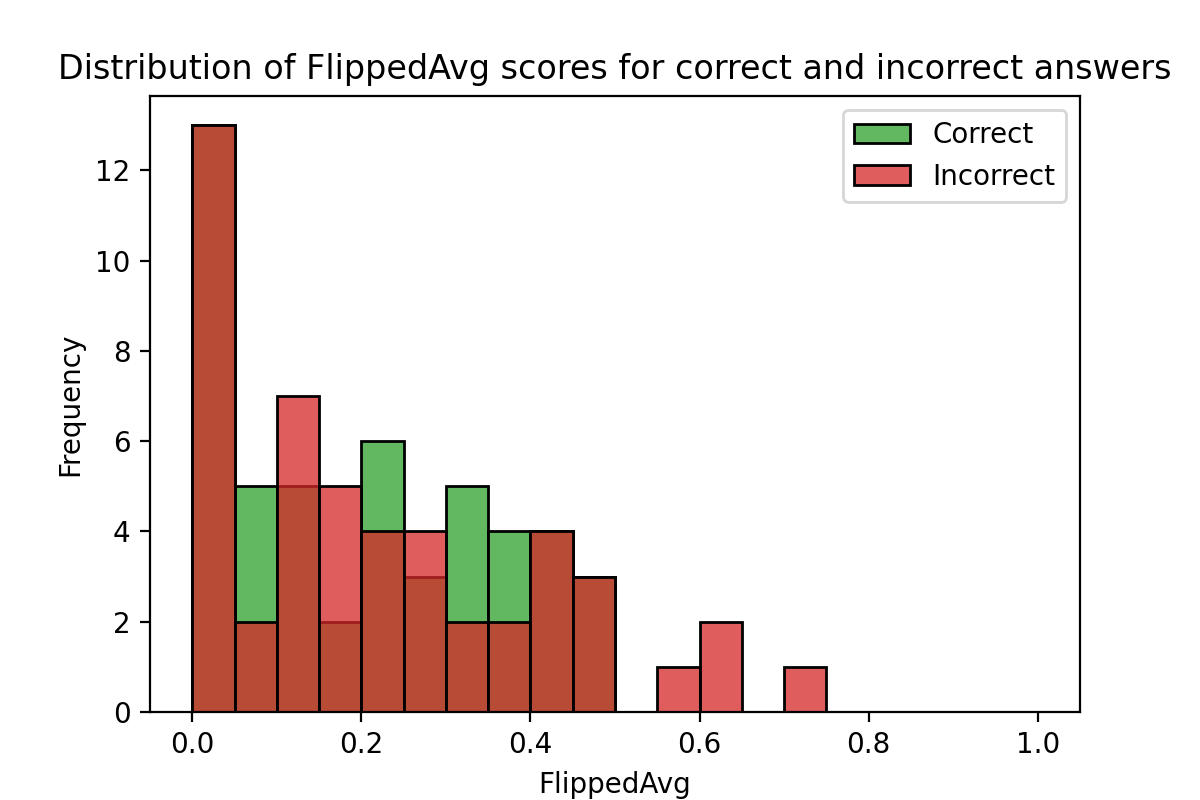 Distribution of FlippedAvg scores for correct and incorrect answers
Correct
Incorrect
12
10
8
6
4
2
0
Frequency
0.0 0.2 0.4 0.6 0.8 1.0
FlippedAvg